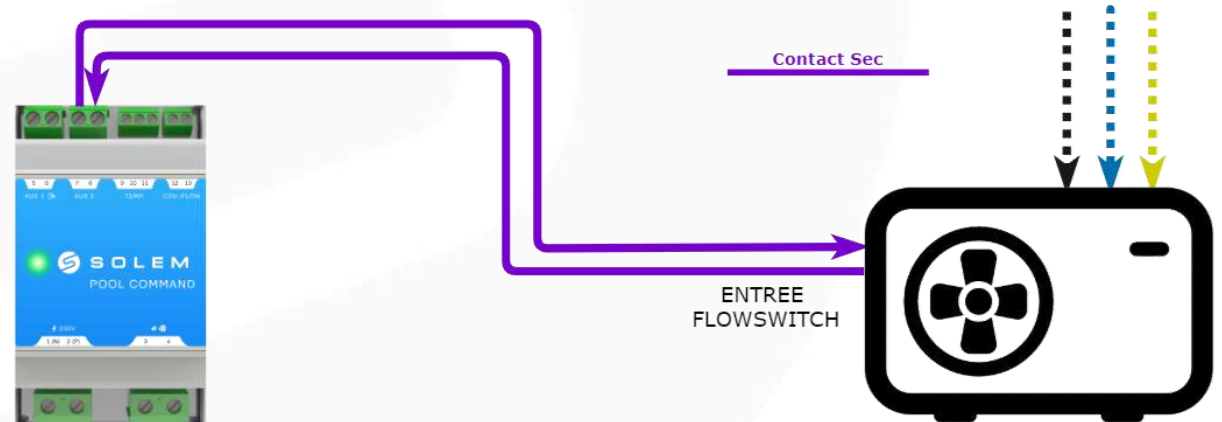 Contact Sec
5 6 7 8 9 10 11 12 13
AUX 1 AUX 2 TEMP COV./FLOW
SOLEM
POOL COMMAND
230V
1 (N) 2 (P) 3 4
ENTREE
FLOWSWITCH